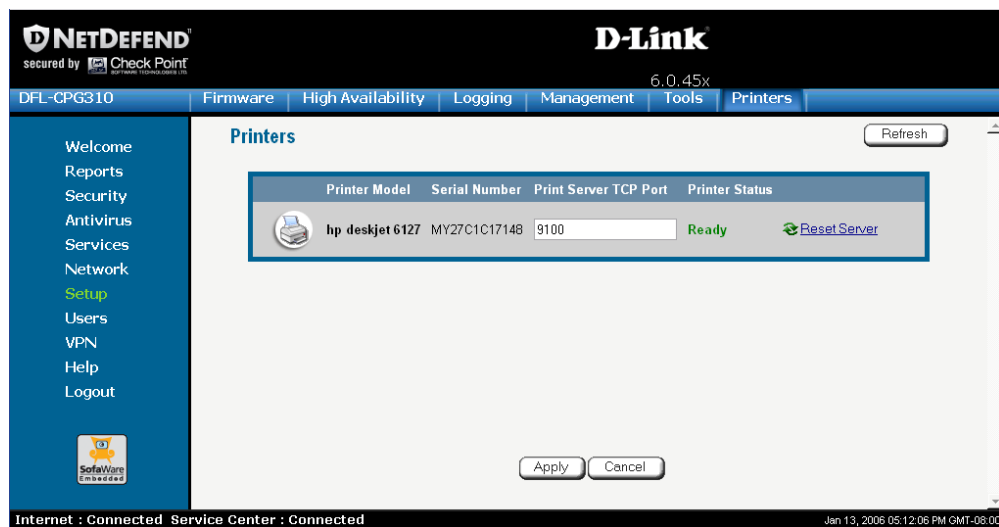 D NETDEFEND
secured by Check Point
SOFTWARE TECHNOLOGIES LTD.
D-Link
6.0.45x
DFL-CPG310
Firmware High Availability Logging Management Tools Printers
Welcome
Reports
Security
Antivirus
Services
Network
Setup
Users
VPN
Help
Logout
SofaWare
Embedded
Printers
Refresh
Printer Model Serial Number Print Server TCP Port Printer Status
hp deskjet 6127 MY27C1C17148 9100 Ready Reset Server
Apply Cancel
Internet : Connected Service Center : Connected
Jan 13, 2006 05:12:06 PM GMT-08:00